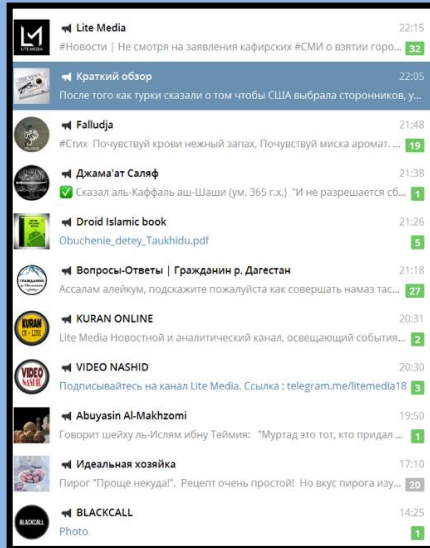 LM
LITE MEDIA
Lite Media 22:15
#Новости | Не смотря на заявления кафирских #СМИ о взятии горо... 32
Краткий обзор 22:05
После того как турки сказали о том чтобы США выбрала сторонников, у...
Falludja 21:48
#Стих Почувствуй крови нежный запах, Почувствуй миска аромат. ... 19
Джама'ат Саляф 21:38
✅ Сказал аль-Каффаль аш-Шаши (ум. 365 г.х.) "И не разрешается сб... 1
Droid Islamic book 21:26
Obuchenie_detey_Taukhidu.pdf 5
Вопросы-Ответы | Гражданин р. Дагестан 21:18
Ассалам алейкум, подскажите пожалуйста как совершать намаз тас... 27
KURAN
ON - LINE
KURAN ONLINE 20:31
Lite Media Новостной и аналитический канал, освещающий события... 2
VIDEO
NASHID
VIDEO NASHID 20:30
Подписывайтесь на канал Lite Media. Ссылка : telegram.me/litemedia18 3
Abuyasin Al-Makhzomi 19:50
Говорит шейху ль-Ислям ибну Теймия: "Муртад это тот, кто придал ... 1
Идеальная хозяйка 17:10
Пирог "Проще некуда!". Рецепт очень простой! Но вкус пирога изу... 20
BLACKCALL
BLACKCALL 14:25
Photo 1